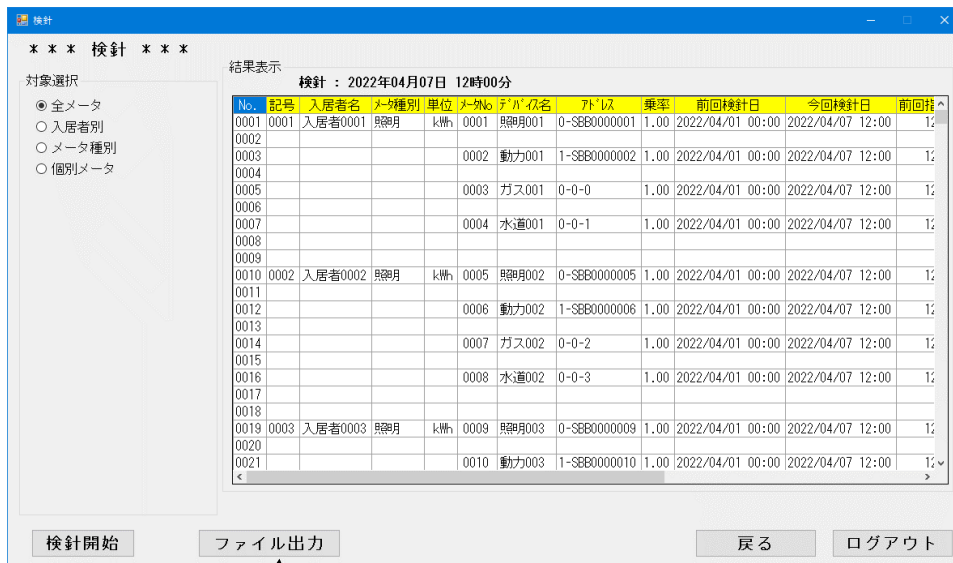 検針
*** 検針 ***
対象選択
全メータ
入居者別
メータ種別
個別メータ
結果表示
検針 : 2022年04月07日 12時00分
No. 記号 入居者名 ﾒｰﾀ種別 単位 ﾒｰﾀNo ﾃﾞﾊﾞｲｽ名 ｱﾄﾞﾚｽ 乗率 前回検針日 今回検針日 前回指
0001 0001 入居者0001 照明 kWh 0001 照明001 0-SBB0000001 1.00 2022/04/01 00:00 2022/04/07 12:00 12
0002
0003 0002 動力001 1-SBB0000002 1.00 2022/04/01 00:00 2022/04/07 12:00 12
0004
0005 0003 ガス001 0-0-0 1.00 2022/04/01 00:00 2022/04/07 12:00 12
0006
0007 0004 水道001 0-0-1 1.00 2022/04/01 00:00 2022/04/07 12:00 12
0008
0009
0010 0002 入居者0002 照明 kWh 0005 照明002 0-SBB0000005 1.00 2022/04/01 00:00 2022/04/07 12:00 12
0011
0012 0006 動力002 1-SBB0000006 1.00 2022/04/01 00:00 2022/04/07 12:00 12
0013
0014 0007 ガス002 0-0-2 1.00 2022/04/01 00:00 2022/04/07 12:00 12
0015
0016 0008 水道002 0-0-3 1.00 2022/04/01 00:00 2022/04/07 12:00 12
0017
0018
0019 0003 入居者0003 照明 kWh 0009 照明003 0-SBB0000009 1.00 2022/04/01 00:00 2022/04/07 12:00 12
0020
0021 0010 動力003 1-SBB0000010 1.00 2022/04/01 00:00 2022/04/07 12:00 12
検針開始 ファイル出力 戻る ログアウト